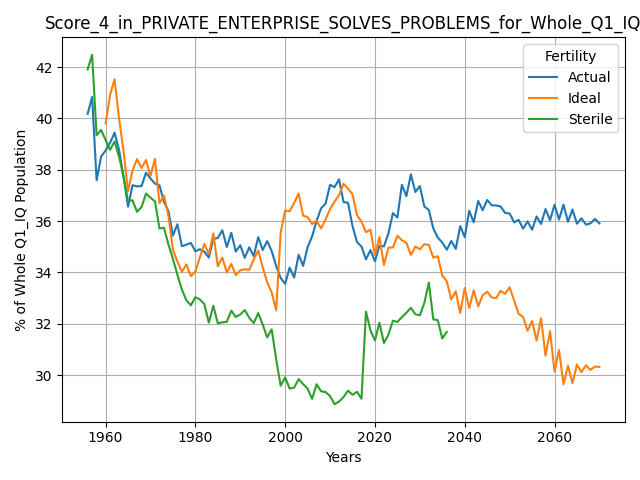 Score_4_in_PRIVATE_ENTERPRISE_SOLVES_PROBLEMS_for_Whole_Q1_IQ
Fertility
Actual
Ideal
Sterile
% of Whole Q1_IQ Population
42
40
38
36
34
32
30
1960
1980
2000
2020
2040
2060
Years